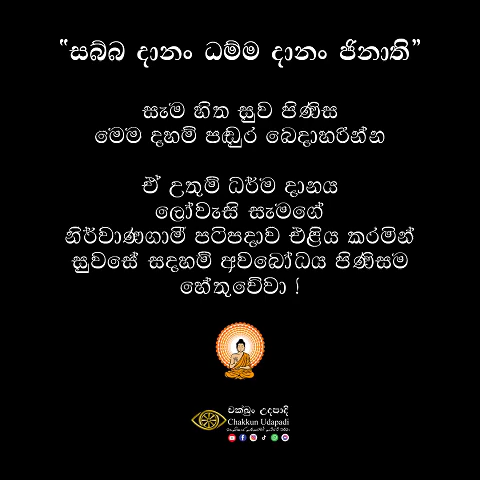 “සබ්බ දානං ධම්ම දානං ජිනාති”
සැම හිත සුව පිණිස
මෙම දහම් පඬුර බෙදාහරින්න
ඒ උතුම් ධර්ම දානය
ලෝවැසි සැමගේ
නිර්වාණගාමී පටිපදාව එළිය කරමින්
සුවසේ සදහම් අවබෝධය පිණිසම
හේතුවේවා !
චක්ඛුං උදපාදි
Chakkun Udapadi